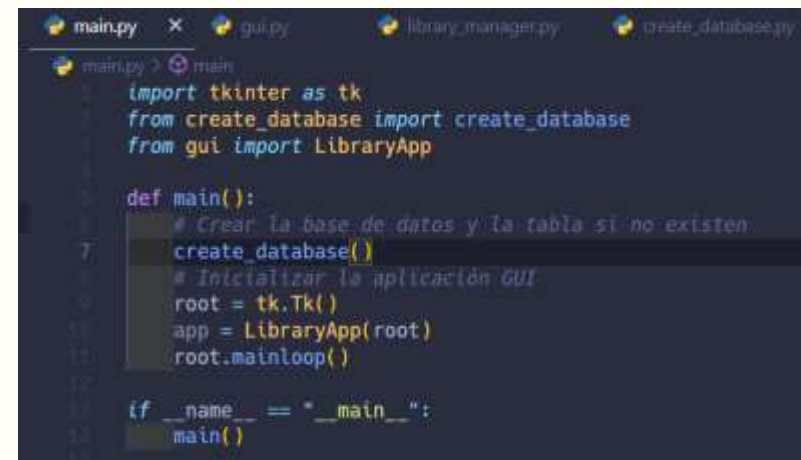 main.py × gui.py library_manager.py create_database.py
main.py > main
import tkinter as tk
from create_database import create_database
from gui import LibraryApp
def main():
# Crear la base de datos y la tabla si no existen
7 create_database()
# Inicializar la aplicación GUI
root = tk.Tk()
app = LibraryApp(root)
root.mainloop()
if __name__ == "__main__":
main()